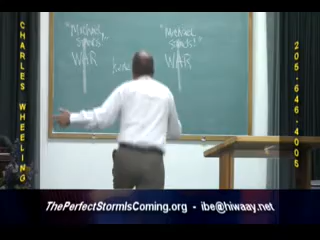 CHARLES WHEELING
"Michael
stands"
WAR
"Michael
stands!"
WAR
205-646-4005
ThePerfectStormIsComing.org - ibe@hiwaay.net